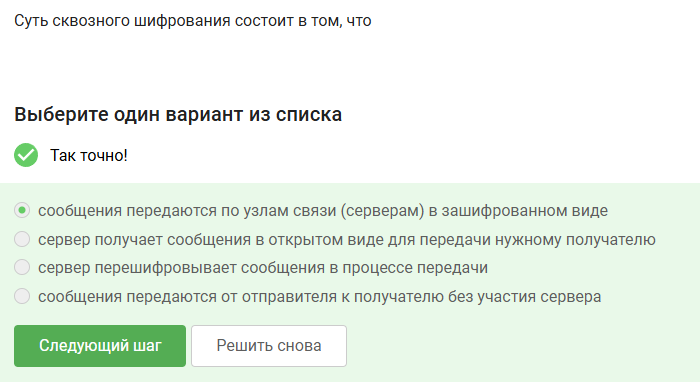 Суть сквозного шифрования состоит в том, что
Выберите один вариант из списка
Так точно!
сообщения передаются по узлам связи (серверам) в зашифрованном виде
сервер получает сообщения в открытом виде для передачи нужному получателю
сервер перешифровывает сообщения в процессе передачи
сообщения передаются от отправителя к получателю без участия сервера
Следующий шаг
Решить снова